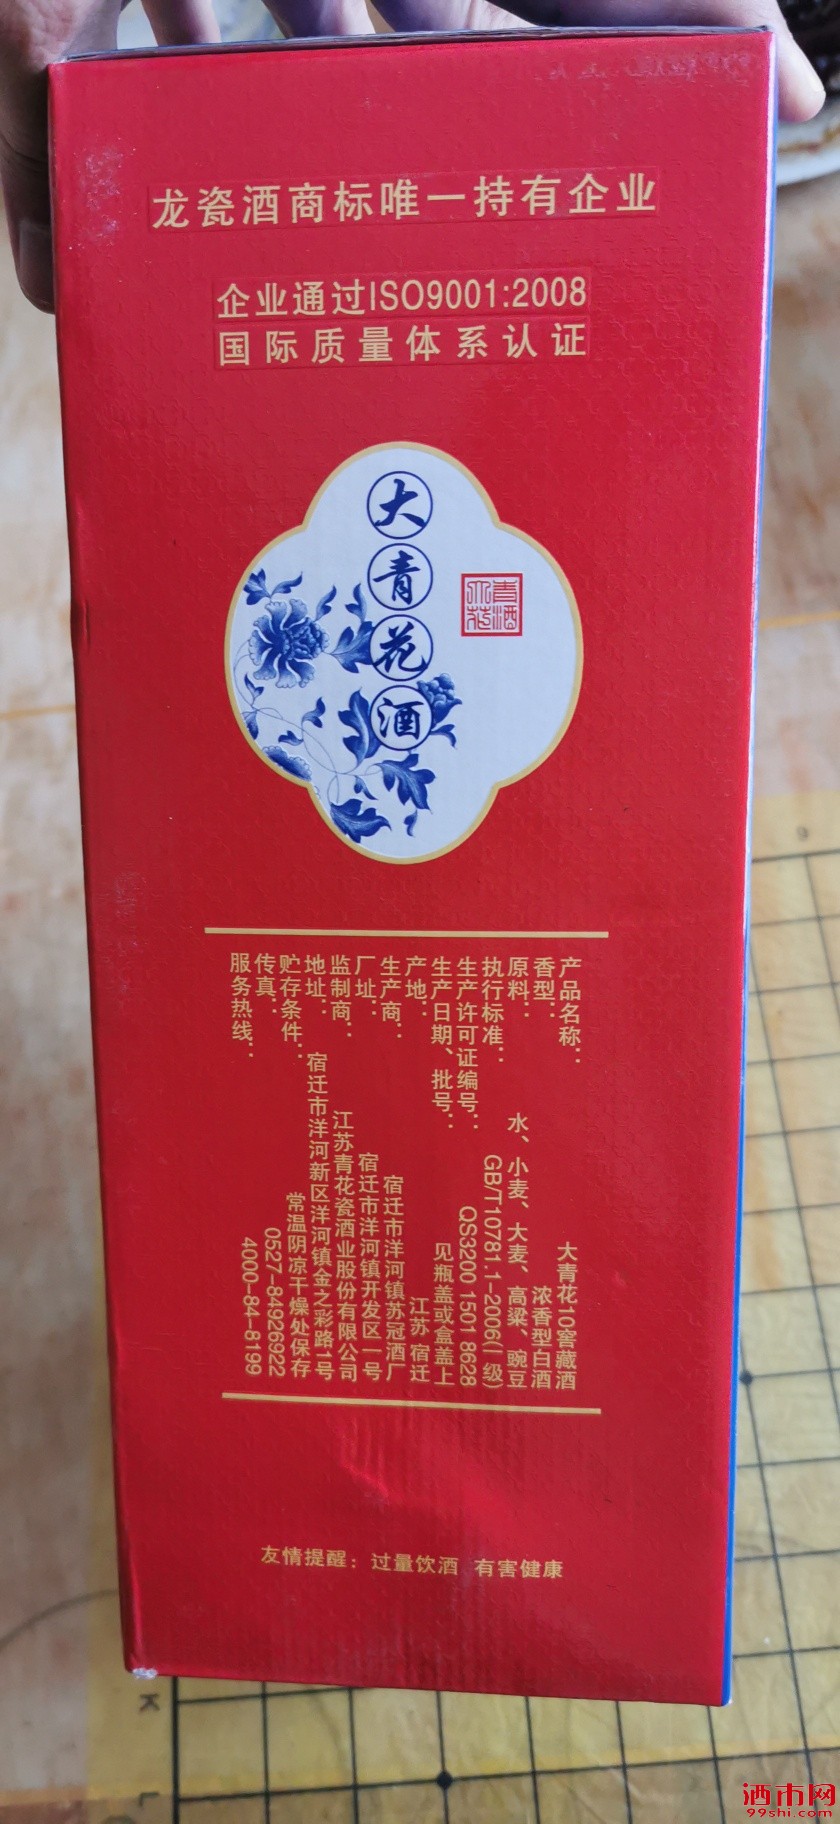 龙瓷酒商标唯一持有企业
企业通过ISO9001:2008
国际质量体系认证
大青花酒
大青花酒
产品名称： 大青花10窖藏酒
香型： 浓香型白酒
原料： 水、小麦、大麦、高粱、豌豆
执行标准： GB/T10781.1-2006(一级)
生产许可证编号： QS3200 1501 8628
生产日期、批号： 见瓶盖或盒盖上
产地： 江苏 宿迁
生产商： 宿迁市洋河镇苏冠酒厂
厂址： 宿迁市洋河镇开发区一号
监制商： 江苏青花瓷酒业股份有限公司
地址： 宿迁市洋河新区洋河镇金之彩路1号
贮存条件： 常温阴凉干燥处保存
传真： 0527-84926922
服务热线： 4000-84-8199
友情提醒：过量饮酒 有害健康
9
K
L
酒市网
99shi.com